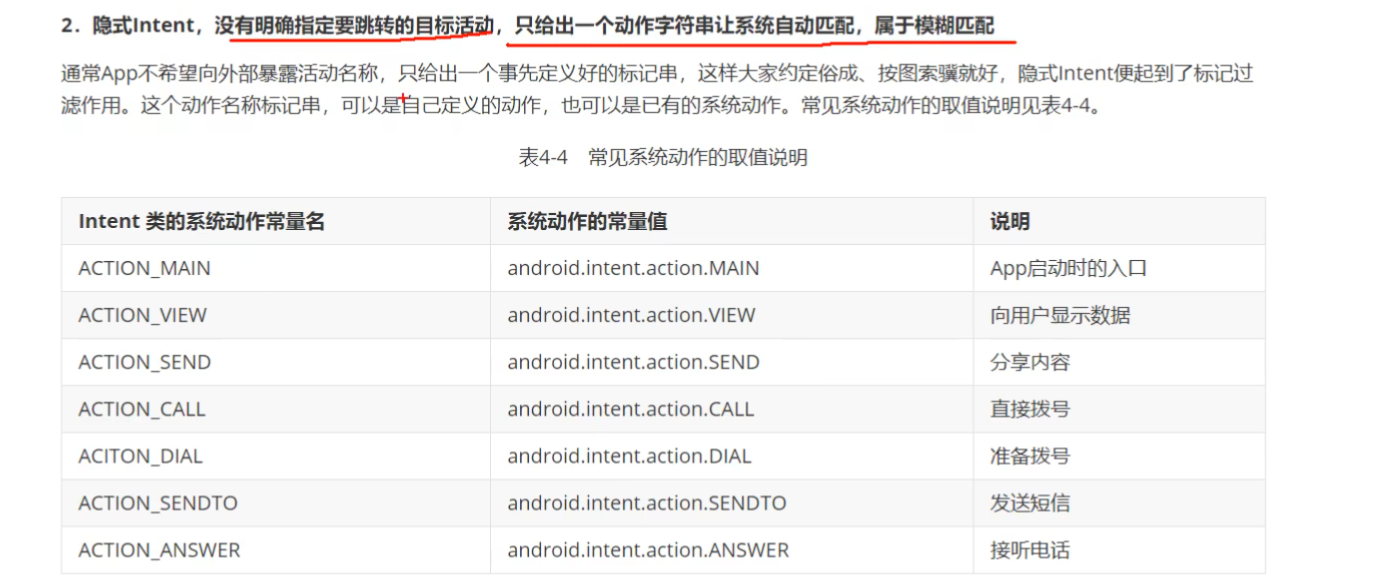 2. 隐式Intent，没有明确指定要跳转的目标活动，只给出一个动作字符串让系统自动匹配，属于模糊匹配
通常App不希望向外部暴露活动名称，只给出一个事先定义好的标记串，这样大家约定俗成、按图索骥就好，隐式Intent便起到了标记过
滤作用。这个动作名称标记串，可以是自己定义的动作，也可以是已有的系统动作。常见系统动作的取值说明见表4-4。
表4-4 常见系统动作的取值说明
Intent 类的系统动作常量名 系统动作的常量值 说明
ACTION_MAIN android.intent.action.MAIN App启动时的入口
ACTION_VIEW android.intent.action.VIEW 向用户显示数据
ACTION_SEND android.intent.action.SEND 分享内容
ACTION_CALL android.intent.action.CALL 直接拨号
ACITON_DIAL android.intent.action.DIAL 准备拨号
ACTION_SENDTO android.intent.action.SENDTO 发送短信
ACTION_ANSWER android.intent.action.ANSWER 接听电话